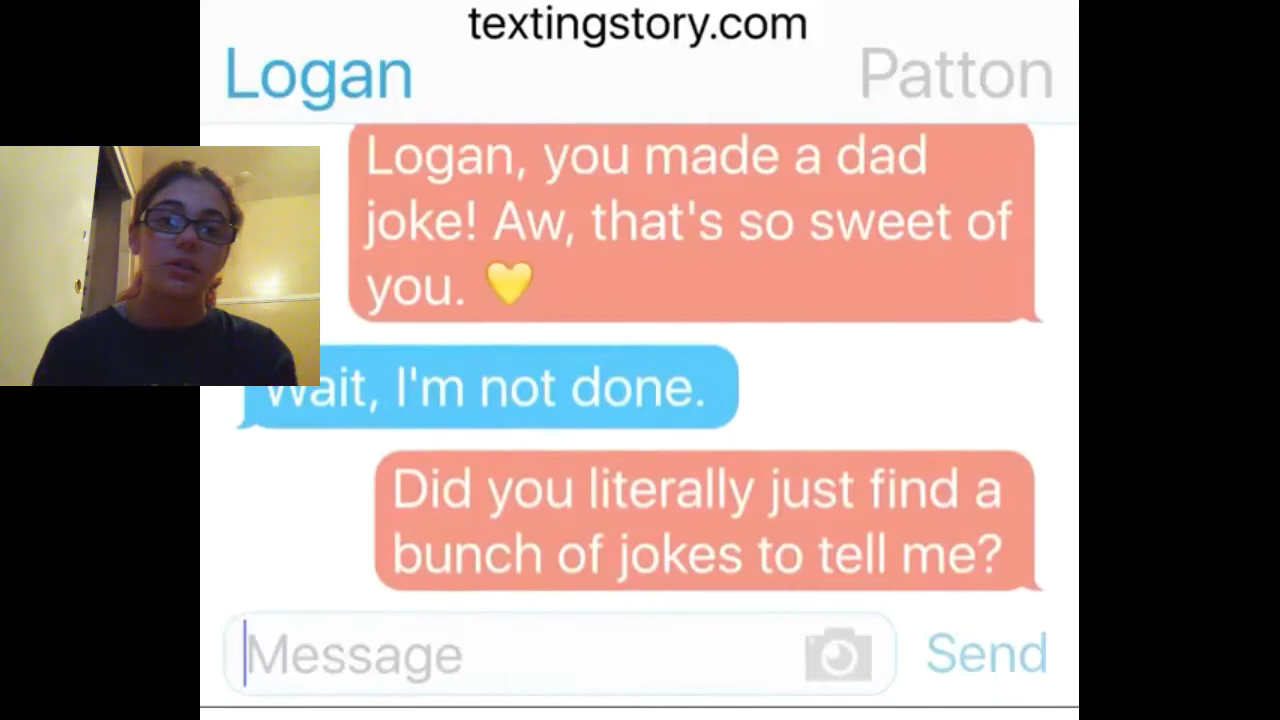 textingstory.com
Logan
Patton
Logan, you made a dad
joke! Aw, that's so sweet of
you. 💛
Wait, I'm not done.
Did you literally just find a
bunch of jokes to tell me?
Message
Send